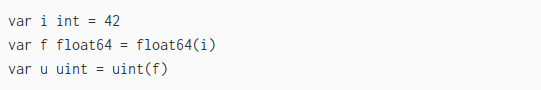 var i int = 42
var f float64 = float64(i)
var u uint = uint(f)